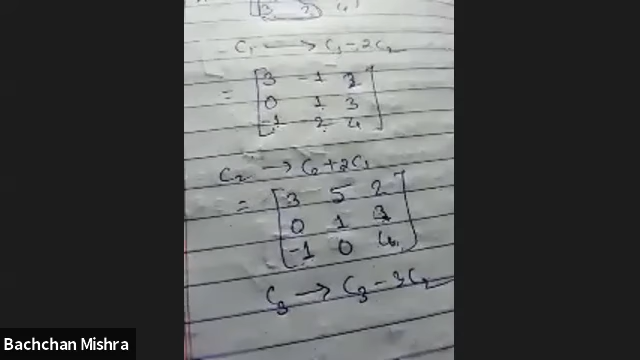 C₁ → C₁ - 2C₂
= [3 -1 2
0 1 3
-1 2 4]
C₂ → C₂ + 2C₁
= [3 5 2
0 1 3
-1 0 4]
C₃ → C₃ - 3C₂
Bachchan Mishra